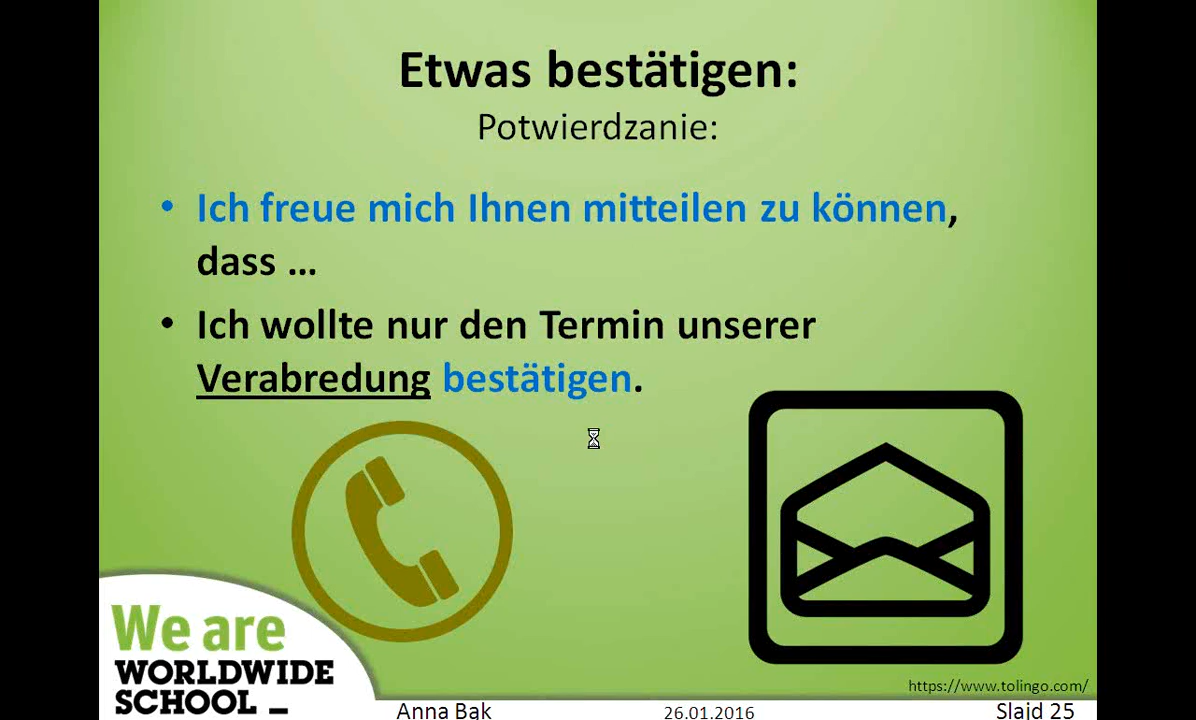 Etwas bestätigen:
Potwierdzanie:
• Ich freue mich Ihnen mitteilen zu können,
dass ...
• Ich wollte nur den Termin unserer
Verabredung bestätigen.
We are
WORLDWIDE
SCHOOL _
https://www.tolingo.com/
Anna Bąk 26.01.2016 Slajd 25